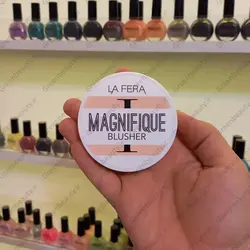 LA FERA
I
MAGNIFIQUE
BLUSHER